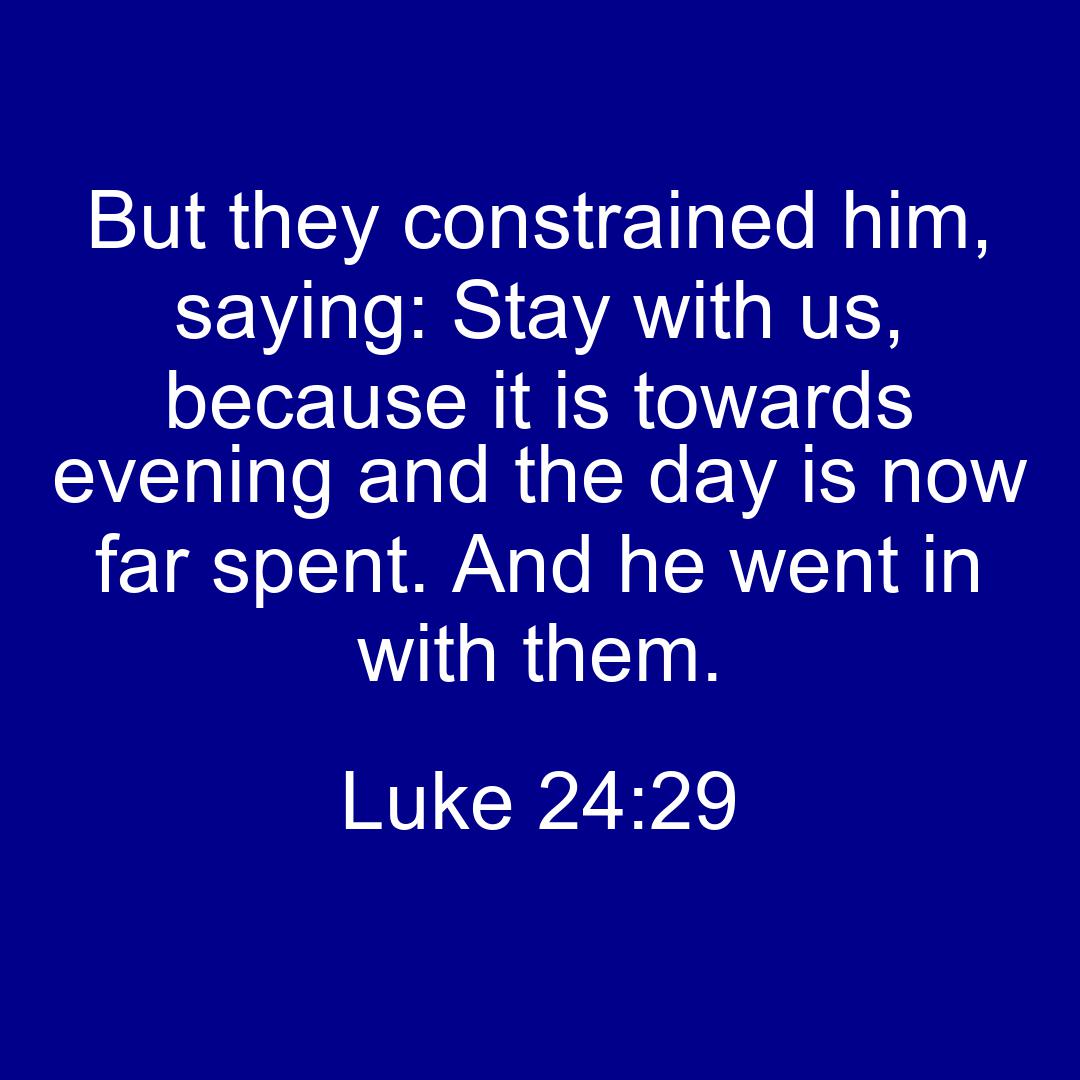 But they constrained him,
saying: Stay with us,
because it is towards
evening and the day is now
far spent. And he went in
with them.
Luke 24:29